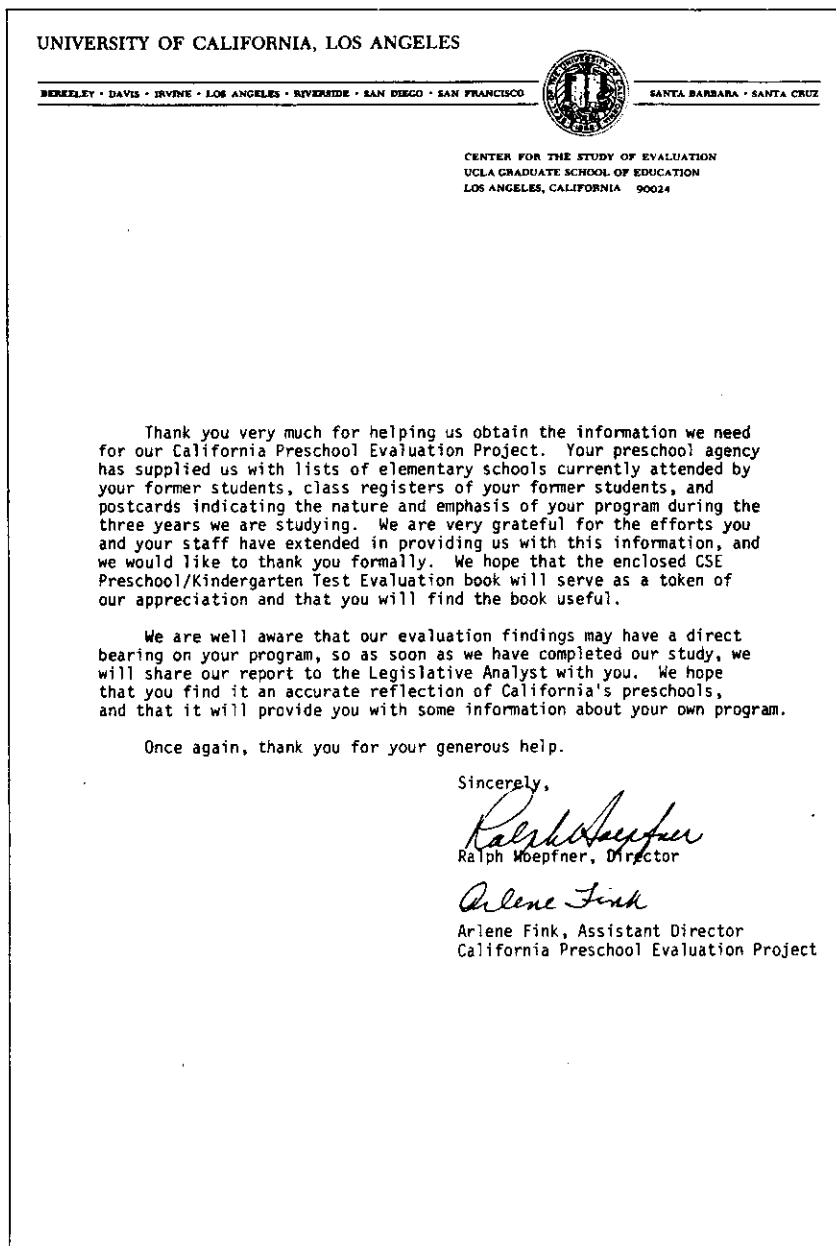 UNIVERSITY OF CALIFORNIA, LOS ANGELES
BERKELEY · DAVIS · IRVINE · LOS ANGELES · RIVERSIDE · SAN DIEGO · SAN FRANCISCO
SANTA BARBARA · SANTA CRUZ
CENTER FOR THE STUDY OF EVALUATION
UCLA GRADUATE SCHOOL OF EDUCATION
LOS ANGELES, CALIFORNIA 90024
Thank you very much for helping us obtain the information we need
for our California Preschool Evaluation Project. Your preschool agency
has supplied us with lists of elementary schools currently attended by
your former students, class registers of your former students, and
postcards indicating the nature and emphasis of your program during the
three years we are studying. We are very grateful for the efforts you
and your staff have extended in providing us with this information, and
we would like to thank you formally. We hope that the enclosed CSE
Preschool/Kindergarten Test Evaluation book will serve as a token of
our appreciation and that you will find the book useful.
We are well aware that our evaluation findings may have a direct
bearing on your program, so as soon as we have completed our study, we
will share our report to the Legislative Analyst with you. We hope
that you find it an accurate reflection of California's preschools,
and that it will provide you with some information about your own program.
Once again, thank you for your generous help.
Sincerely,
Ralph Hoepfner
Ralph Hoepfner, Director
Arlene Fink
Arlene Fink, Assistant Director
California Preschool Evaluation Project